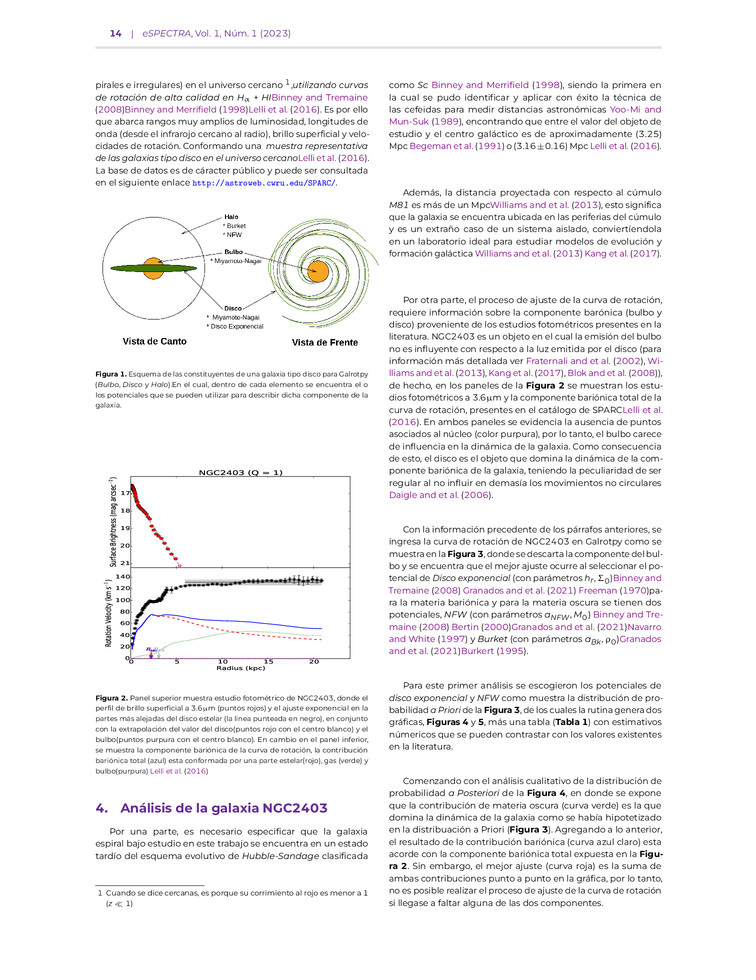 14 | eSPECTRA, Vol. 1, Núm. 1 (2023)
pirales e irregulares) en el universo cercano 1,utilizando curvas
de rotación de alta calidad en Hα + HIBinney and Tremaine
(2008)Binney and Merrifield (1998)Lelli et al. (2016). Es por ello
que abarca rangos muy amplios de luminosidad, longitudes de
onda (desde el infrarojo cercano al radio), brillo superficial y velo-
cidades de rotación. Conformando una muestra representativa
de las galaxias tipo disco en el universo cercanoLelli et al. (2016).
La base de datos es de cáracter público y puede ser consultada
en el siguiente enlace http://astroweb.cwru.edu/SPARC/.
Halo
* Burket
* NFW
Bulbo
* Miyamoto-Nagai
Disco
* Miyamoto-Nagai
* Disco Exponencial
Vista de Canto
Vista de Frente
Figura 1. Esquema de las constituyentes de una galaxia tipo disco para Galrotpy
(Bulbo, Disco y Halo).En el cual, dentro de cada elemento se encuentra el o
los potenciales que se pueden utilizar para describir dicha componente de la
galaxia.
NGC2403 (Q = 1)
Surface Brightness (mag arcsec⁻²)
17
18
19
20
21
Rotation Velocity (km s⁻¹)
140
120
100
80
60
40
20
0
0 5 10 15 20
Radius (kpc)
Figura 2. Panel superior muestra estudio fotométrico de NGC2403, donde el
perfil de brillo superficial a 3.6μm (puntos rojos) y el ajuste exponencial en la
partes más alejadas del disco estelar (la linea punteada en negro), en conjunto
con la extrapolación del valor del disco(puntos rojo con el centro blanco) y el
bulbo(puntos purpura con el centro blanco). En cambio en el panel inferior,
se muestra la componente bariónica de la curva de rotación, la contribución
bariónica total (azul) esta conformada por una parte estelar(rojo), gas (verde) y
bulbo(purpura) Lelli et al. (2016)
4. Análisis de la galaxia NGC2403
Por una parte, es necesario especificar que la galaxia
espiral bajo estudio en este trabajo se encuentra en un estado
tardío del esquema evolutivo de Hubble-Sandage clasificada
1 Cuando se dice cercanas, es porque su corrimiento al rojo es menor a 1
(z ≪ 1)
como Sc Binney and Merrifield (1998), siendo la primera en
la cual se pudo identificar y aplicar con éxito la técnica de
las cefeidas para medir distancias astronómicas Yoo-Mi and
Mun-Suk (1989), encontrando que entre el valor del objeto de
estudio y el centro galáctico es de aproximadamente (3.25)
Mpc Begeman et al. (1991) o (3.16 ± 0.16) Mpc Lelli et al. (2016).
Además, la distancia proyectada con respecto al cúmulo
M81 es más de un MpcWilliams and et al. (2013), esto significa
que la galaxia se encuentra ubicada en las periferias del cúmulo
y es un extraño caso de un sistema aislado, conviertíendola
en un laboratorio ideal para estudiar modelos de evolución y
formación galáctica Williams and et al. (2013) Kang et al. (2017).
Por otra parte, el proceso de ajuste de la curva de rotación,
requiere información sobre la componente barónica (bulbo y
disco) proveniente de los estudios fotométricos presentes en la
literatura. NGC2403 es un objeto en el cual la emisión del bulbo
no es influyente con respecto a la luz emitida por el disco (para
información más detallada ver Fraternali and et al. (2002), Wi-
lliams and et al. (2013), Kang et al. (2017), Blok and et al. (2008)),
de hecho, en los paneles de la Figura 2 se muestran los estu-
dios fotométricos a 3.6μm y la componente bariónica total de la
curva de rotación, presentes en el catálogo de SPARCLelli et al.
(2016). En ambos paneles se evidencia la ausencia de puntos
asociados al núcleo (color purpura), por lo tanto, el bulbo carece
de influencia en la dinámica de la galaxia. Como consecuencia
de esto, el disco es el objeto que domina la dinámica de la com-
ponente bariónica de la galaxia, teniendo la peculiaridad de ser
regular al no influir en demasía los movimientos no circulares
Daigle and et al. (2006).
Con la información precedente de los párrafos anteriores, se
ingresa la curva de rotación de NGC2403 en Galrotpy como se
muestra en la Figura 3, donde se descarta la componente del bul-
bo y se encuentra que el mejor ajuste ocurre al seleccionar el po-
tencial de Disco exponencial (con parámetros hr, Σ0)Binney and
Tremaine (2008) Granados and et al. (2021) Freeman (1970)pa-
ra la materia bariónica y para la materia oscura se tienen dos
potenciales, NFW (con parámetros aNFW, M0) Binney and Tre-
maine (2008) Bertin (2000)Granados and et al. (2021)Navarro
and White (1997) y Burket (con parámetros aBk, ρ0)Granados
and et al. (2021)Burkert (1995).
Para este primer análisis se escogieron los potenciales de
disco exponencial y NFW como muestra la distribución de pro-
babilidad a Priori de la Figura 3, de los cuales la rutina genera dos
gráficas, Figuras 4 y 5, más una tabla (Tabla 1) con estimativos
númericos que se pueden contrastar con los valores existentes
en la literatura.
Comenzando con el análisis cualitativo de la distribución de
probabilidad a Posteriori de la Figura 4, en donde se expone
que la contribución de materia oscura (curva verde) es la que
domina la dinámica de la galaxia como se había hipotetizado
en la distribuación a Priori (Figura 3). Agregando a lo anterior,
el resultado de la contribución bariónica (curva azul claro) esta
acorde con la componente bariónica total expuesta en la Figu-
ra 2. Sin embargo, el mejor ajuste (curva roja) es la suma de
ambas contribuciones punto a punto en la gráfica, por lo tanto,
no es posible realizar el proceso de ajuste de la curva de rotación
si llegase a faltar alguna de las dos componentes.